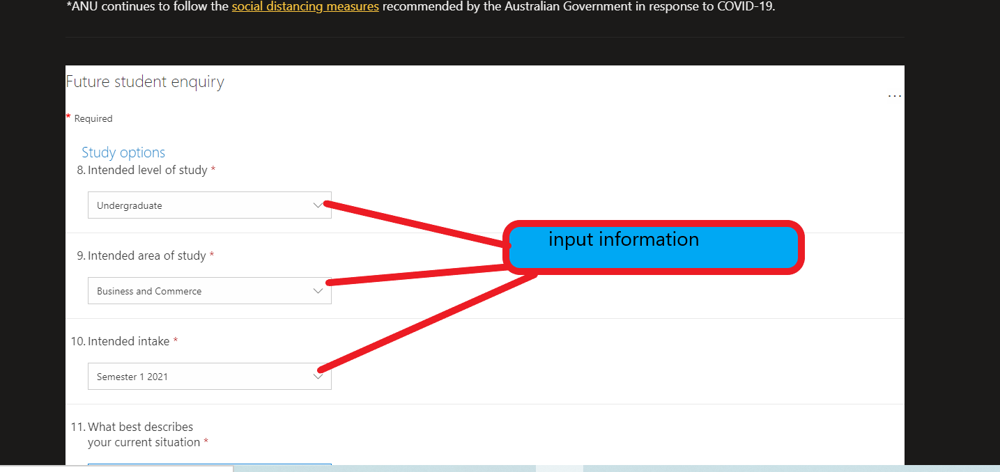 *ANU continues to follow the social distancing measures recommended by the Australian Government in response to COVID-19.
Future student enquiry
...
* Required
Study options
8. Intended level of study *
Undergraduate
input information
9. Intended area of study *
Business and Commerce
10. Intended intake *
Semester 1 2021
11. What best describes
your current situation *